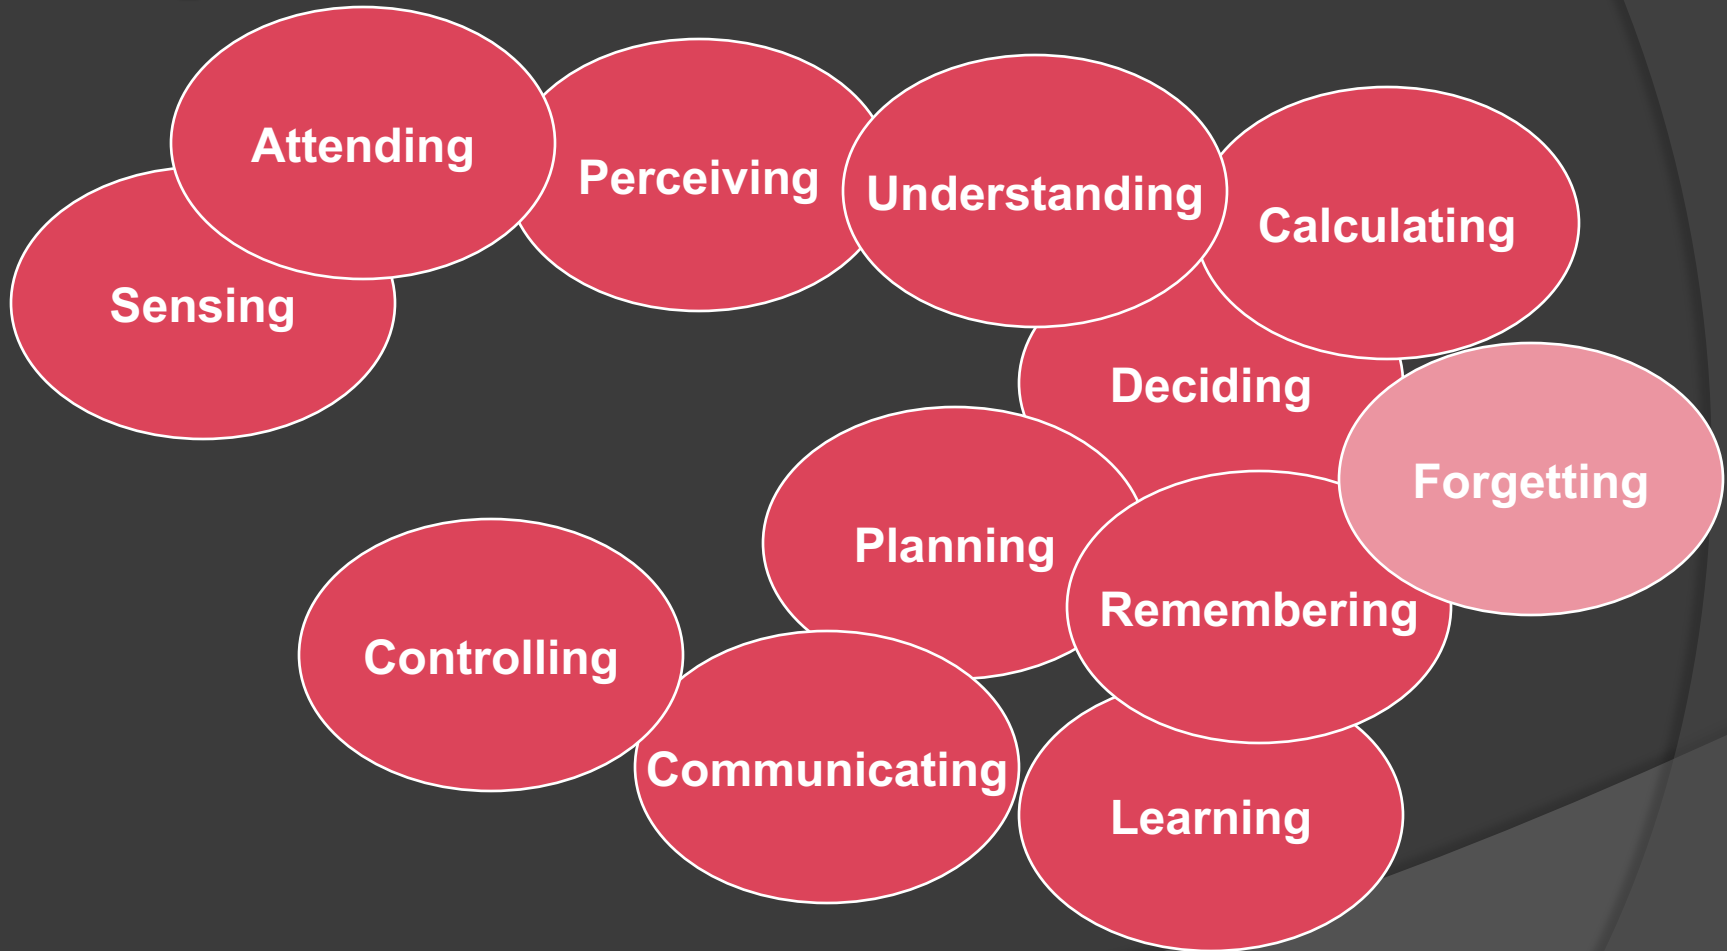 Attending
Perceiving
Understanding
Calculating
Sensing
Deciding
Forgetting
Planning
Remembering
Controlling
Communicating
Learning